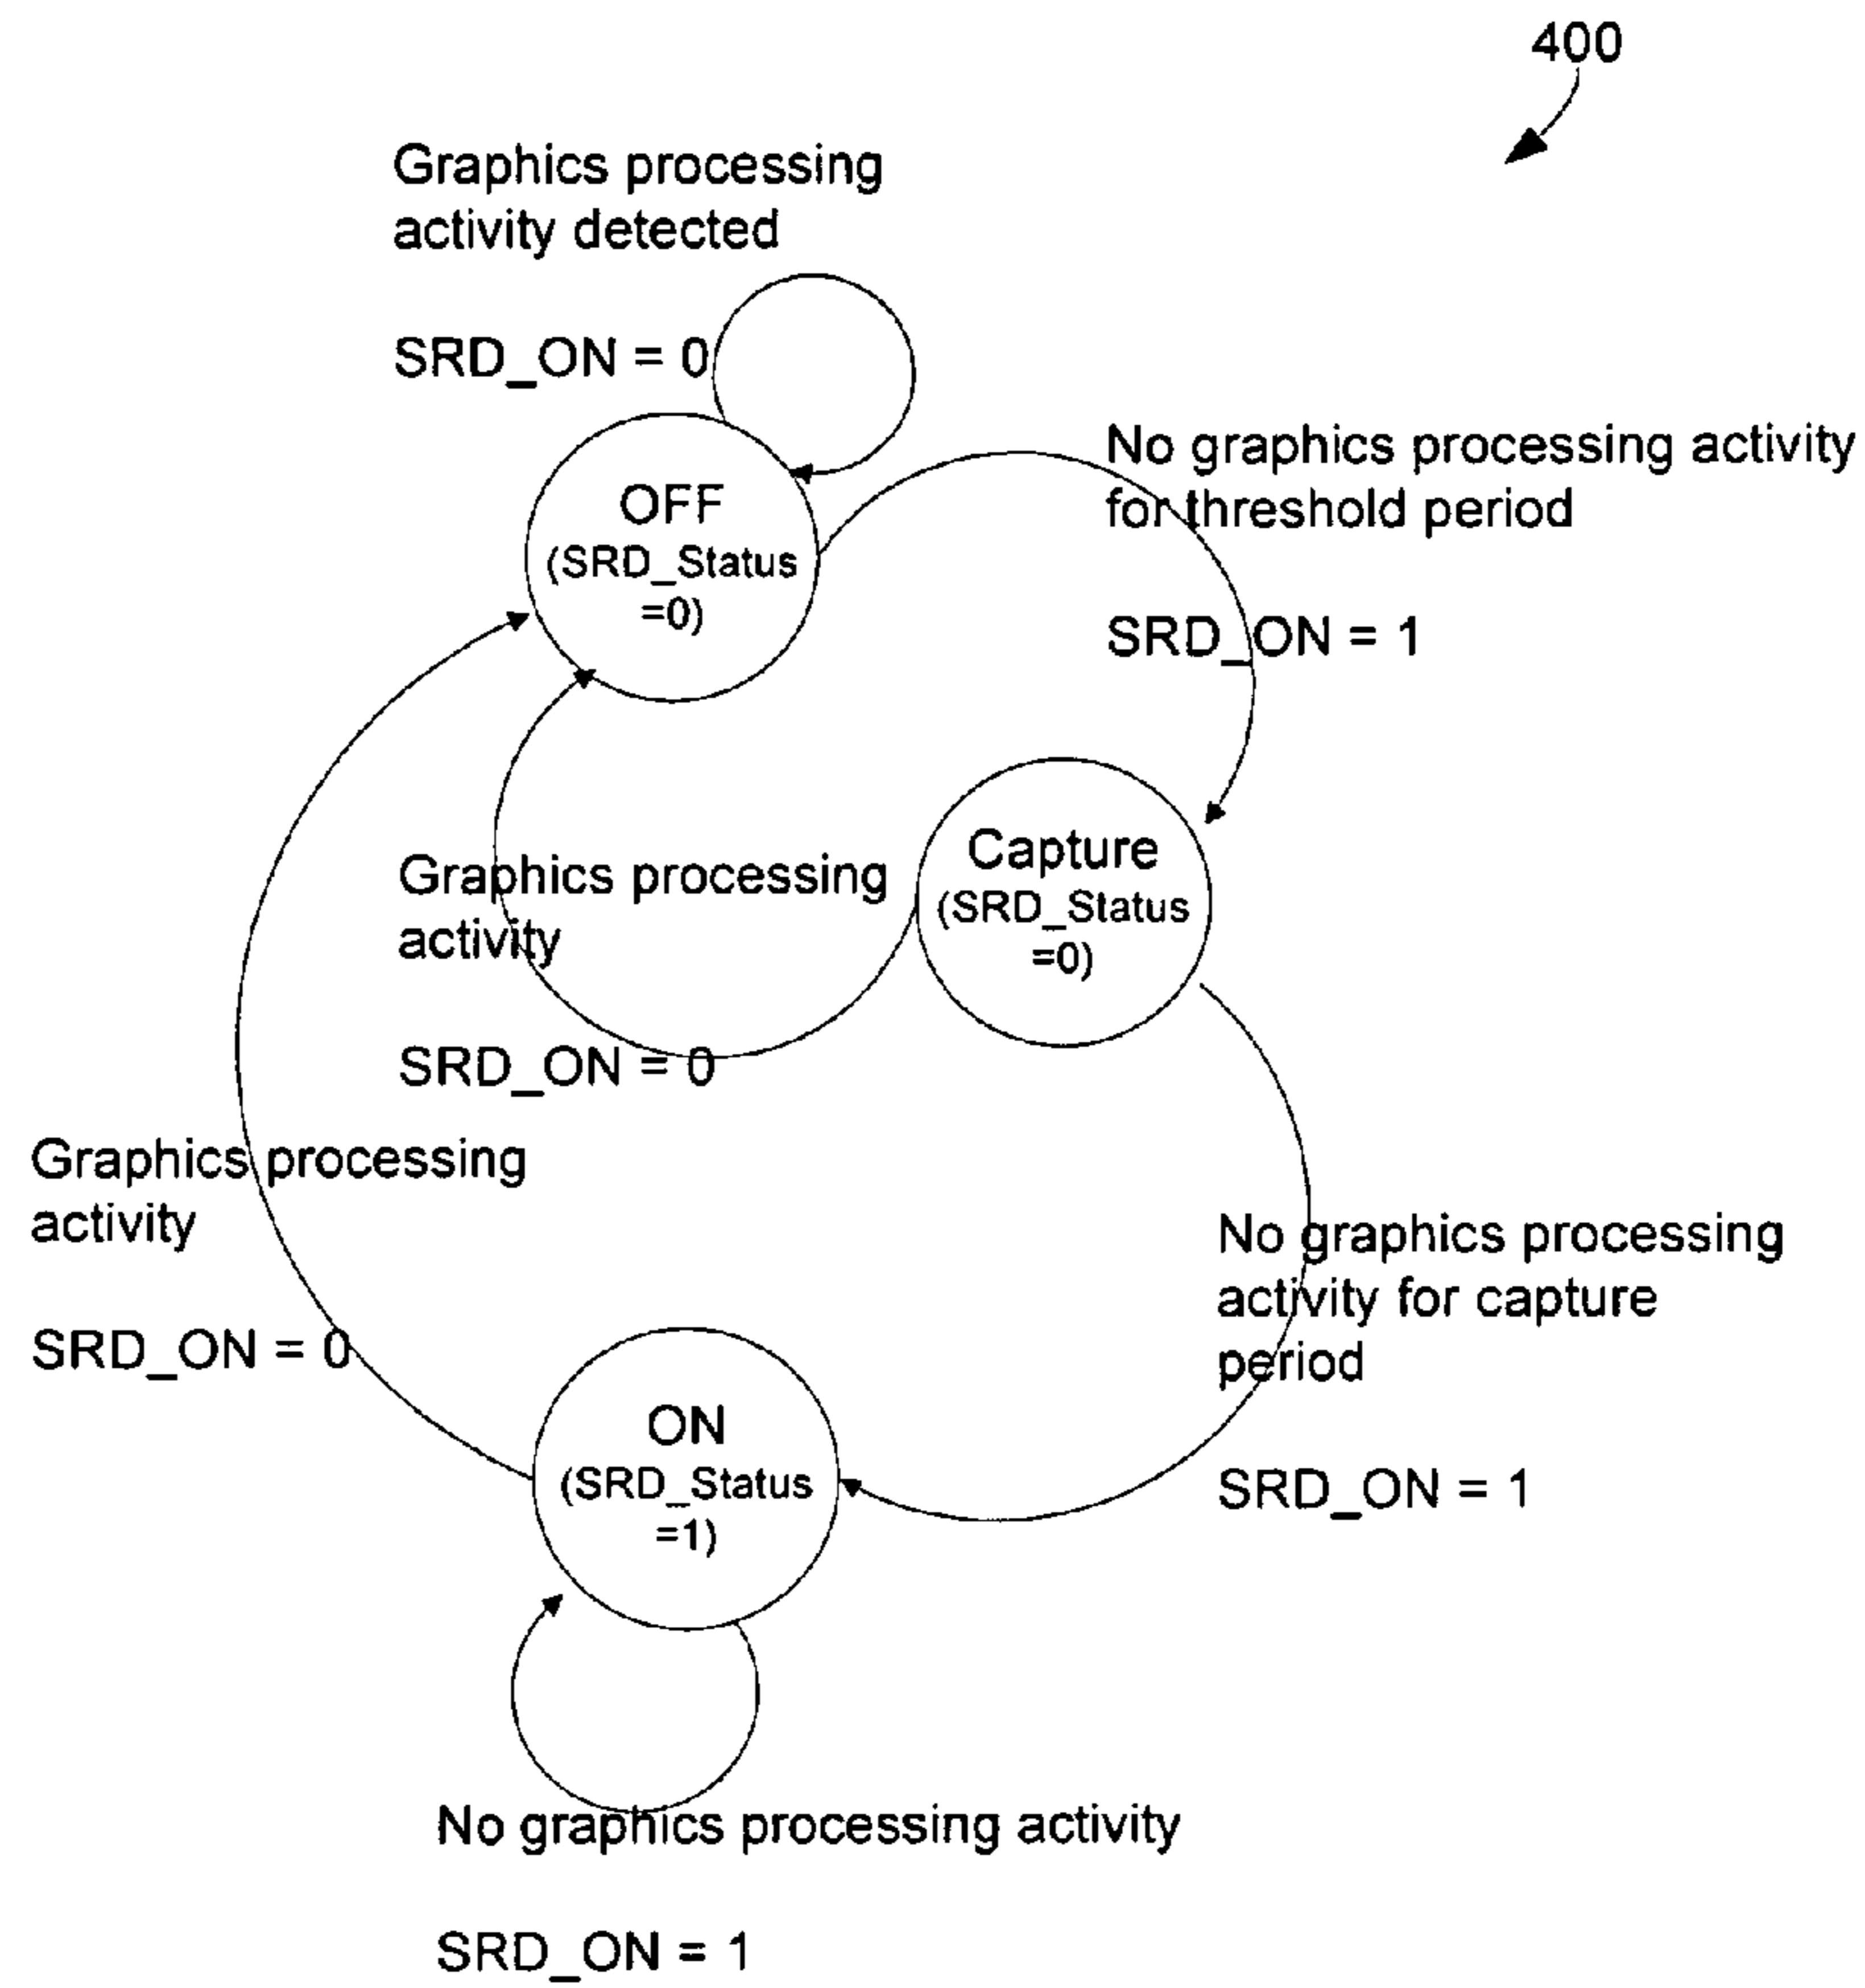 400
Graphics processing
activity detected
SRD_ON = 0
OFF
(SRD_Status
=0)
No graphics processing activity
for threshold period
SRD_ON = 1
Capture
(SRD_Status
=0)
Graphics processing
activity
SRD_ON = 0
Graphics processing
activity
SRD_ON = 0
No graphics processing
activity for capture
period
SRD_ON = 1
ON
(SRD_Status
=1)
No graphics processing activity
SRD_ON = 1